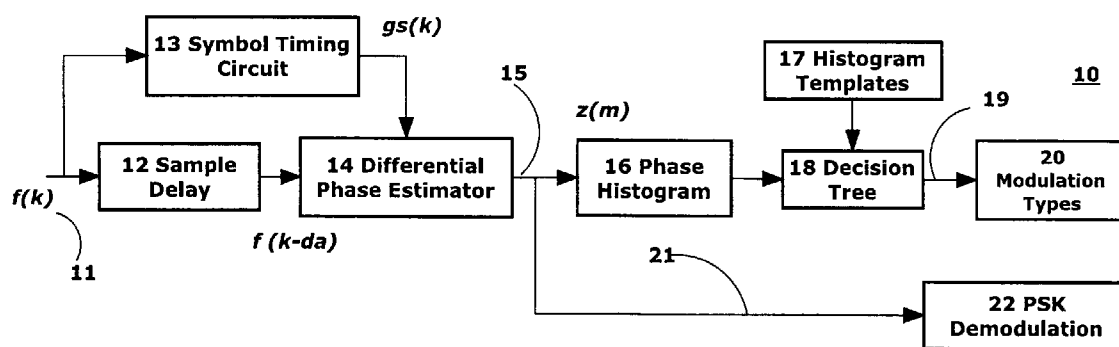 gs(k)
13 Symbol Timing
Circuit
15
z(m)
17 Histogram
Templates
10
19
12 Sample
Delay
14 Differential
Phase Estimator
16 Phase
Histogram
18 Decision
Tree
20
Modulation
Types
f(k)
f (k-da)
11
21
22 PSK
Demodulation